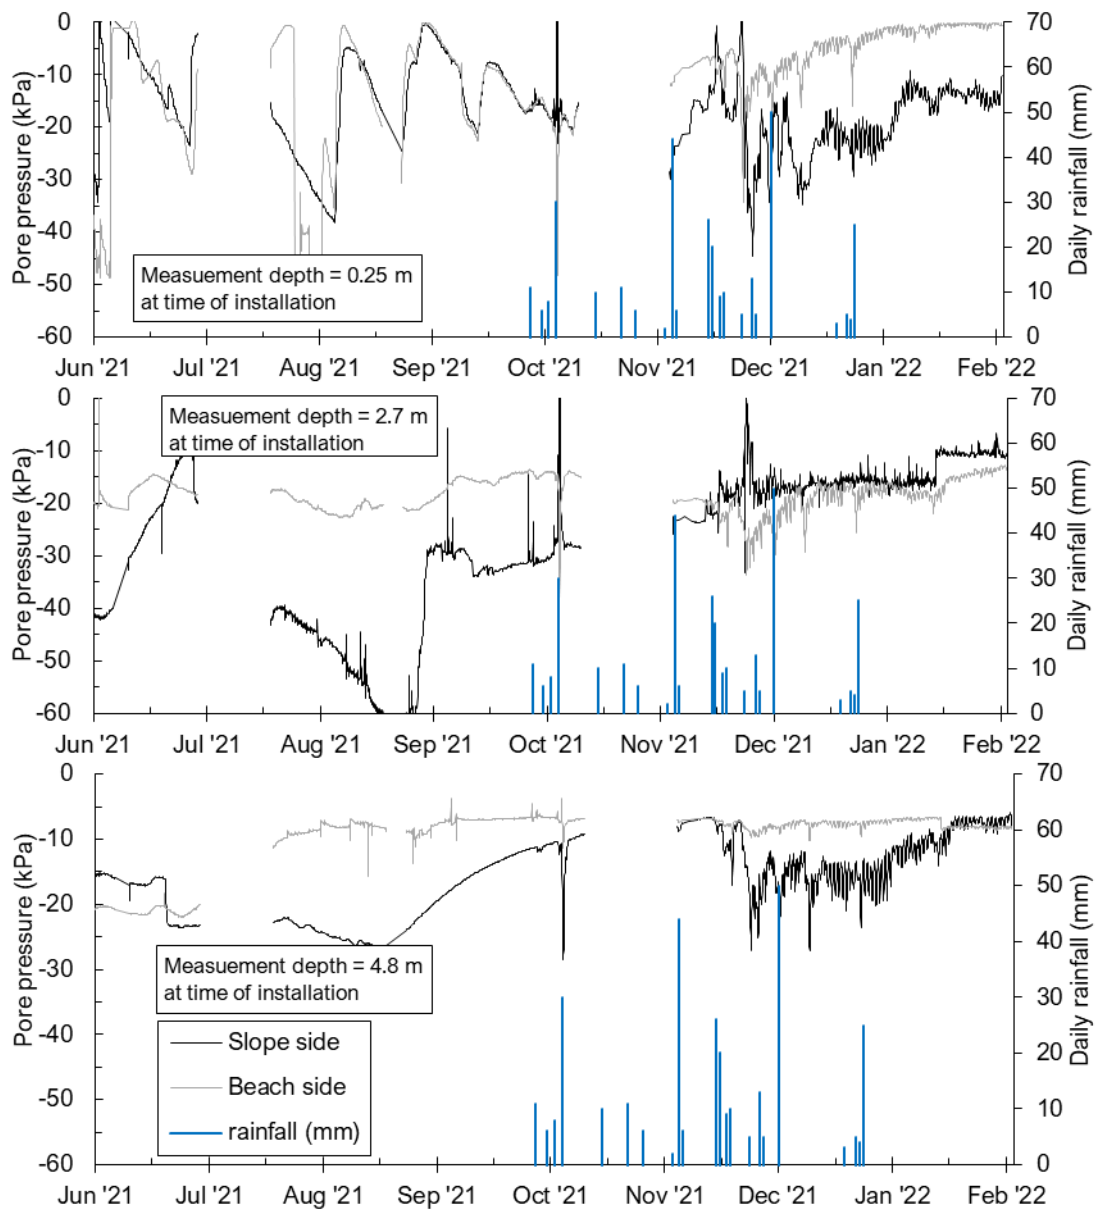 0
-10
-20
-30
-40
-50
-60
Pore pressure (kPa)
70
60
50
40
30
20
10
0
Daily rainfall (mm)
Measuement depth = 0.25 m
at time of installation
Jun '21 Jul '21 Aug '21 Sep '21 Oct '21 Nov '21 Dec '21 Jan '22 Feb '22
0
-10
-20
-30
-40
-50
-60
Pore pressure (kPa)
70
60
50
40
30
20
10
0
Daily rainfall (mm)
Measuement depth = 2.7 m
at time of installation
Jun '21 Jul '21 Aug '21 Sep '21 Oct '21 Nov '21 Dec '21 Jan '22 Feb '22
0
-10
-20
-30
-40
-50
-60
Pore pressure (kPa)
70
60
50
40
30
20
10
0
Daily rainfall (mm)
Measuement depth = 4.8 m
at time of installation
Slope side
Beach side
rainfall (mm)
Jun '21 Jul '21 Aug '21 Sep '21 Oct '21 Nov '21 Dec '21 Jan '22 Feb '22